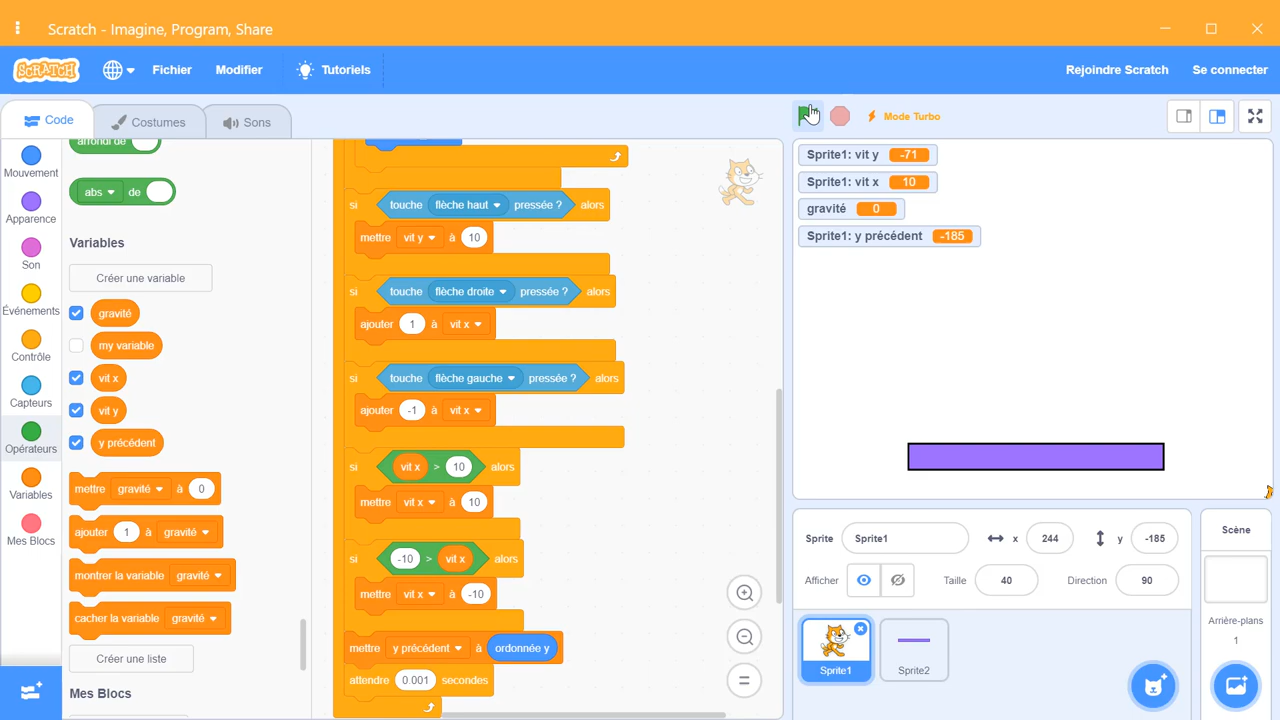 Scratch - Imagine, Program, Share
SCRATCH
Fichier
Modifier
Tutoriels
Rejoindre Scratch
Se connecter
Code
Costumes
Sons
Mode Turbo
Mouvement
Apparence
Son
Événements
Contrôle
Capteurs
Opérateurs
Variables
Mes Blocs
arrondi de
abs de
Variables
Créer une variable
gravité
my variable
vit x
vit y
y précédent
mettre gravité à 0
ajouter 1 à gravité
montrer la variable gravité
cacher la variable gravité
Créer une liste
Mes Blocs
si touche flèche haut pressée ? alors
mettre vit y à 10
si touche flèche droite pressée ? alors
ajouter 1 à vit x
si touche flèche gauche pressée ? alors
ajouter -1 à vit x
si vit x > 10 alors
mettre vit x à 10
si -10 > vit x alors
mettre vit x à -10
mettre y précédent à ordonnée y
attendre 0.001 secondes
Sprite1: vit y -71
Sprite1: vit x 10
gravité 0
Sprite1: y précédent -185
Sprite Sprite1 x 244 y -185
Afficher Taille 40 Direction 90
Sprite1
Sprite2
Scène
Arrière-plans
1